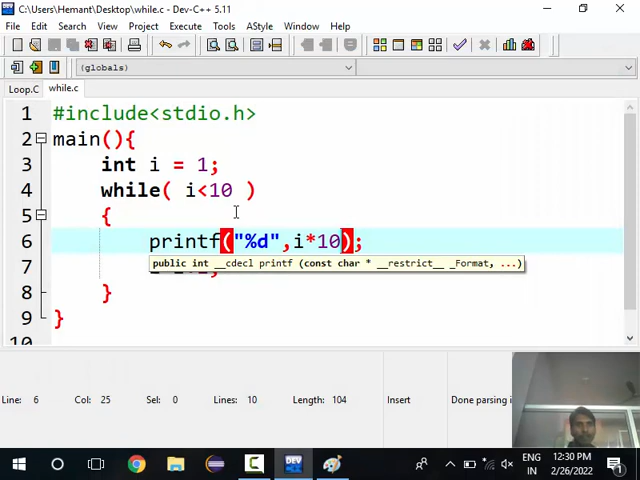 C:\Users\Hemant\Desktop\while.c - Dev-C++ 5.11
File Edit Search View Project Execute Tools AStyle Window Help
(globals)
Loop.C while.c
1 #include<stdio.h>
2 main(){
3 int i = 1;
4 while( i<10 )
5 {
6 printf("%d",i*10);
public int __cdecl printf (const char * __restrict__ _Format, ...)
7
8 }
9 }
10
Line: 6 Col: 25 Sel: 0 Lines: 10 Length: 104 Insert Done parsing i
DEV
ENG 12:30 PM
IN 2/26/2022